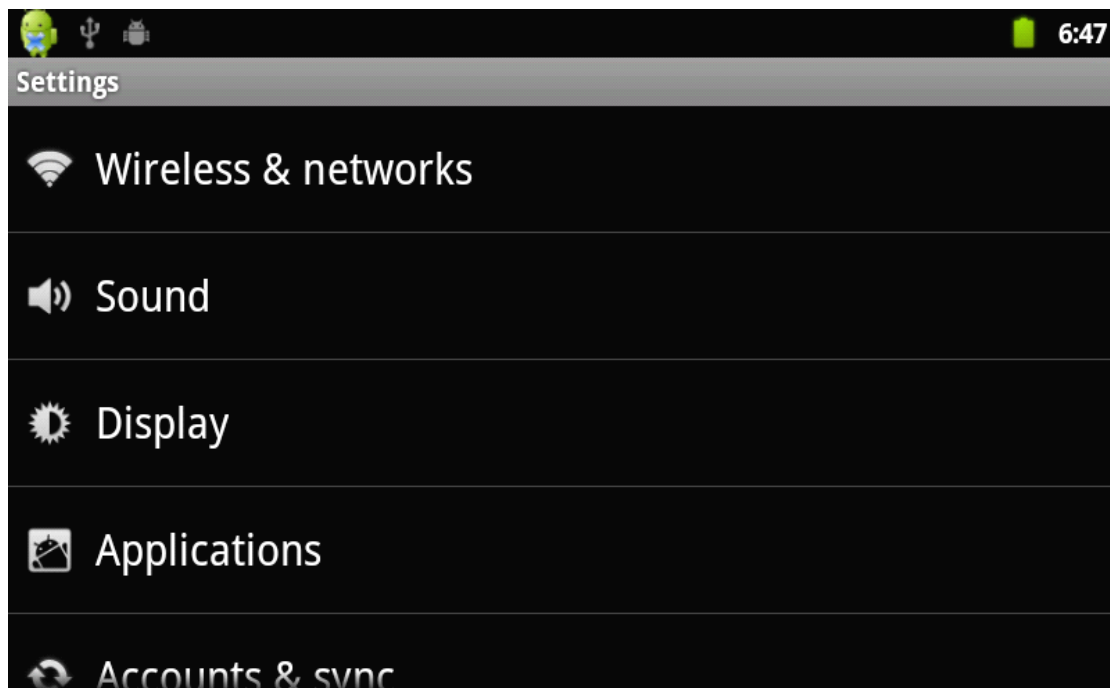 6:47
Settings
Wireless & networks
Sound
Display
Applications
Accounts & sync